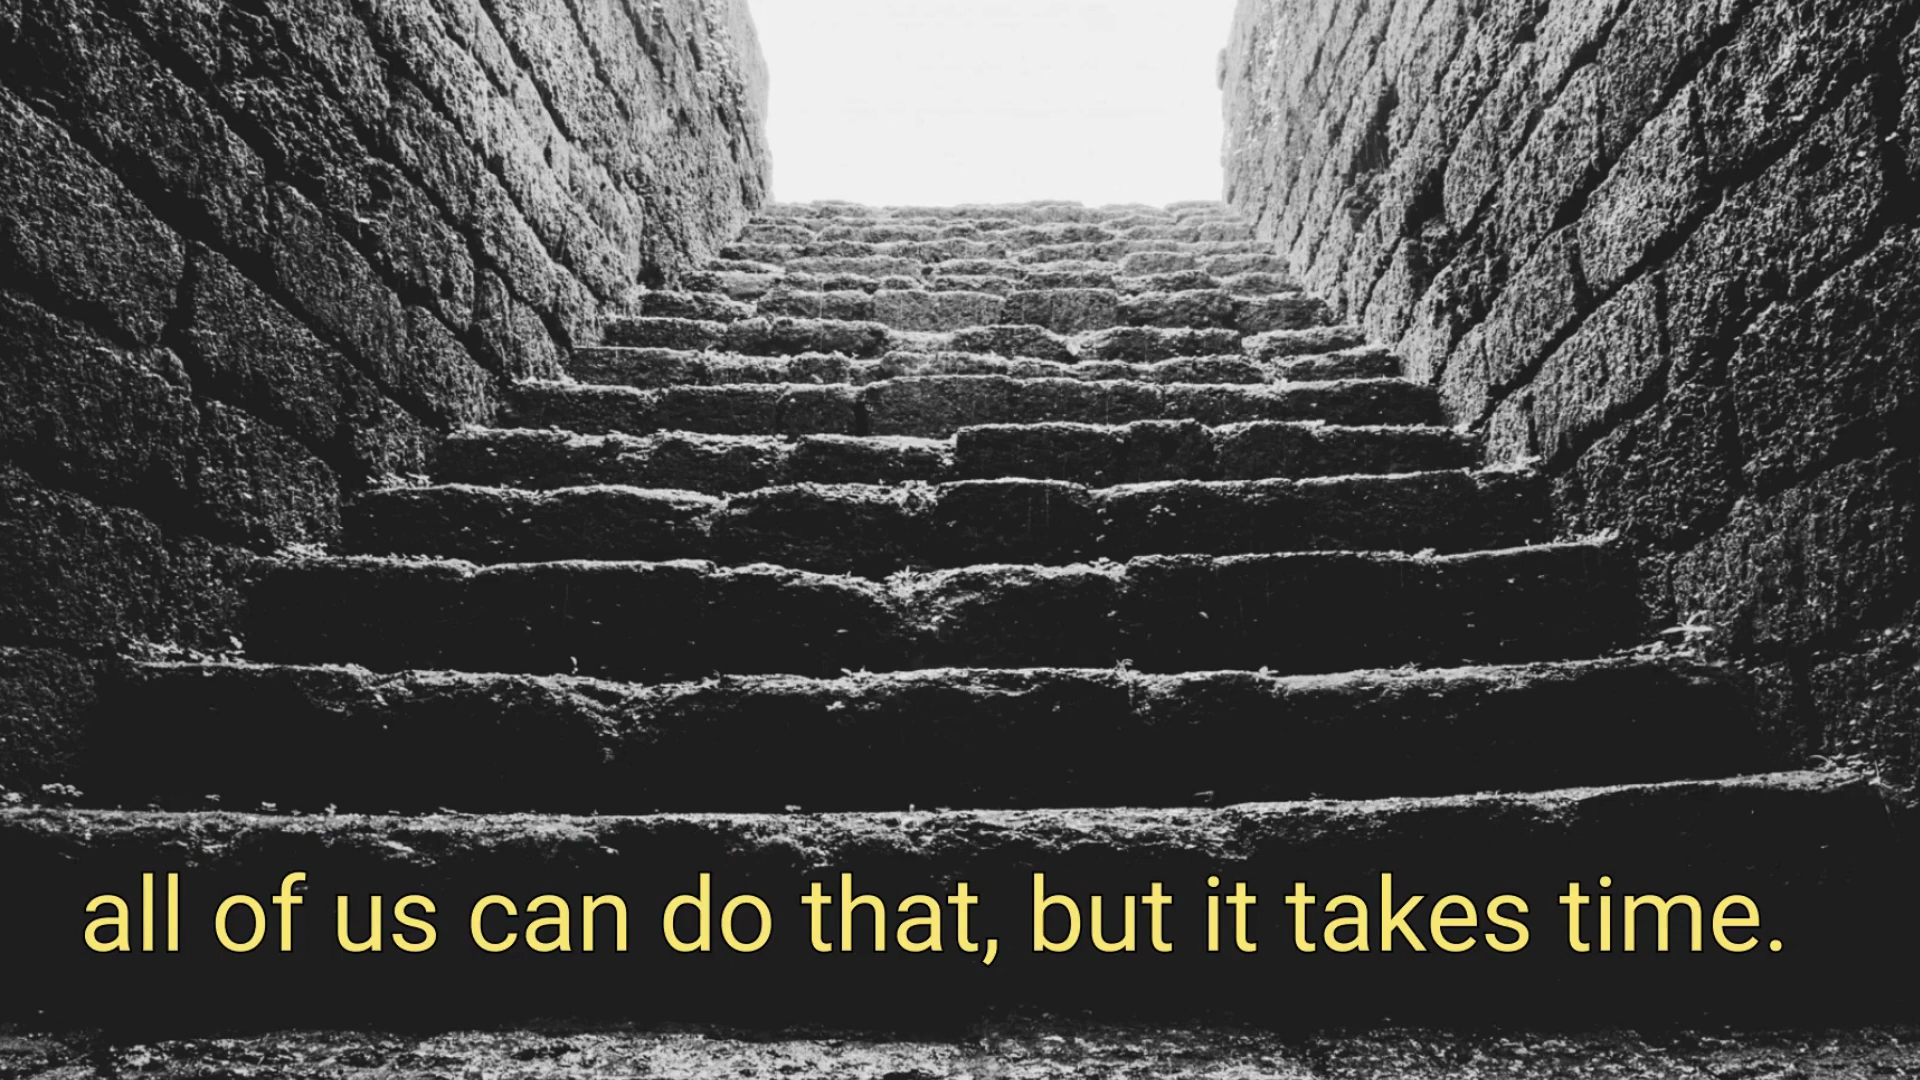 all of us can do that, but it takes time.